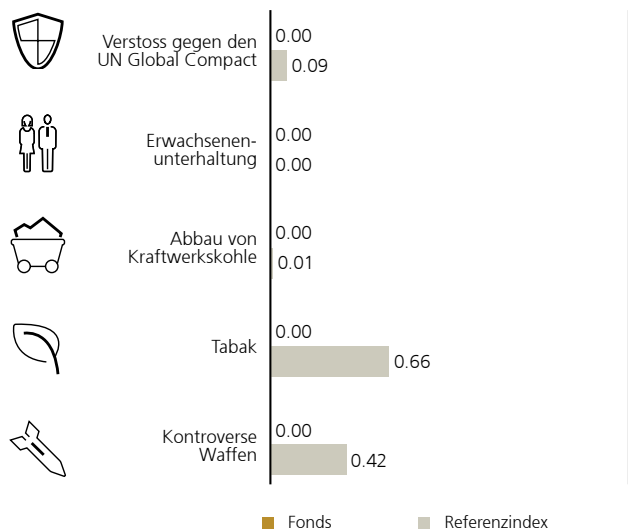 Verstoss gegen den
UN Global Compact
0.00
0.09
Erwachsenen-
unterhaltung
0.00
0.00
Abbau von
Kraftwerkskohle
0.00
0.01
Tabak
0.00
0.66
Kontroverse
Waffen
0.00
0.42
Fonds
Referenzindex